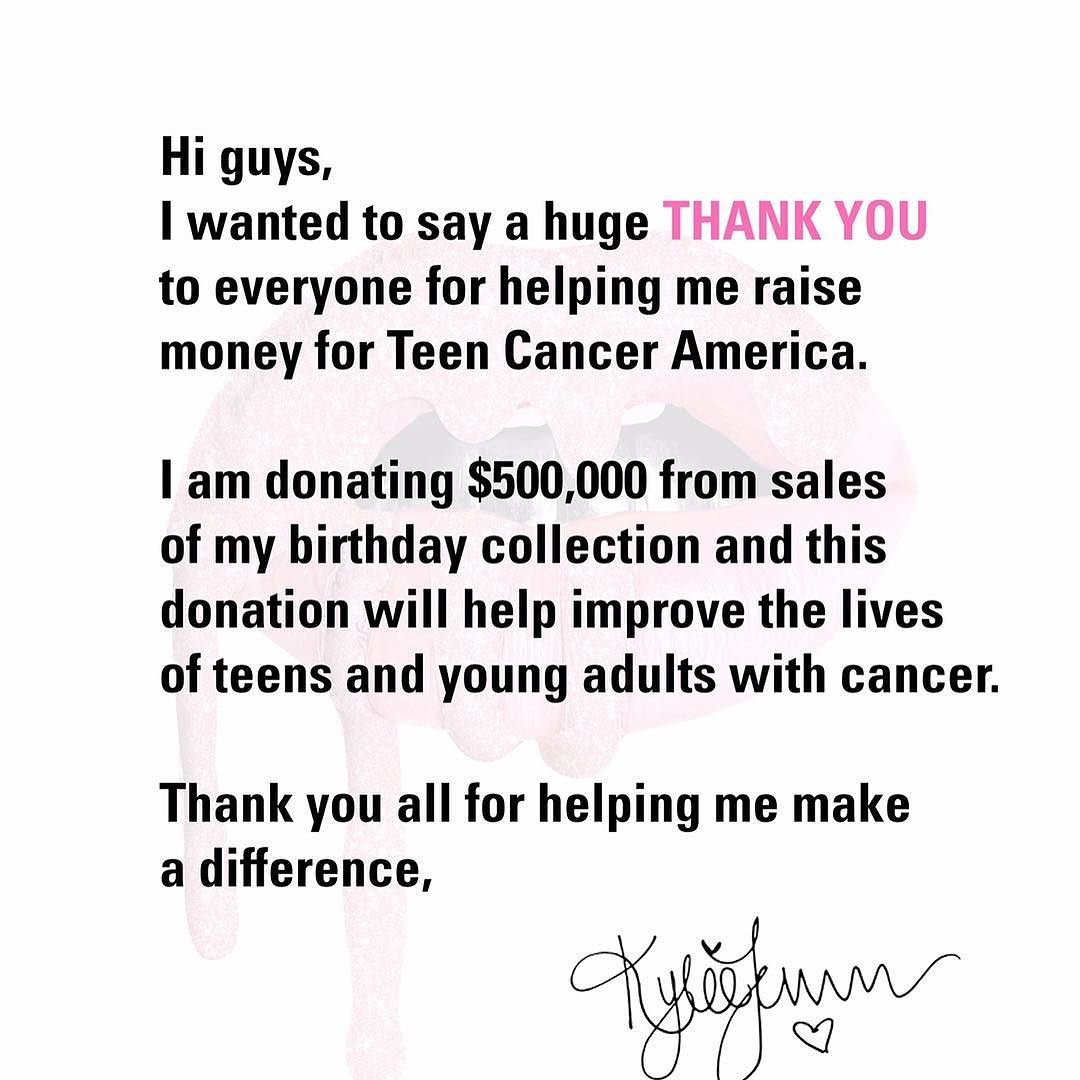 Hi guys,
I wanted to say a huge THANK YOU
to everyone for helping me raise
money for Teen Cancer America.
I am donating $500,000 from sales
of my birthday collection and this
donation will help improve the lives
of teens and young adults with cancer.
Thank you all for helping me make
a difference,
Kylie Jenner